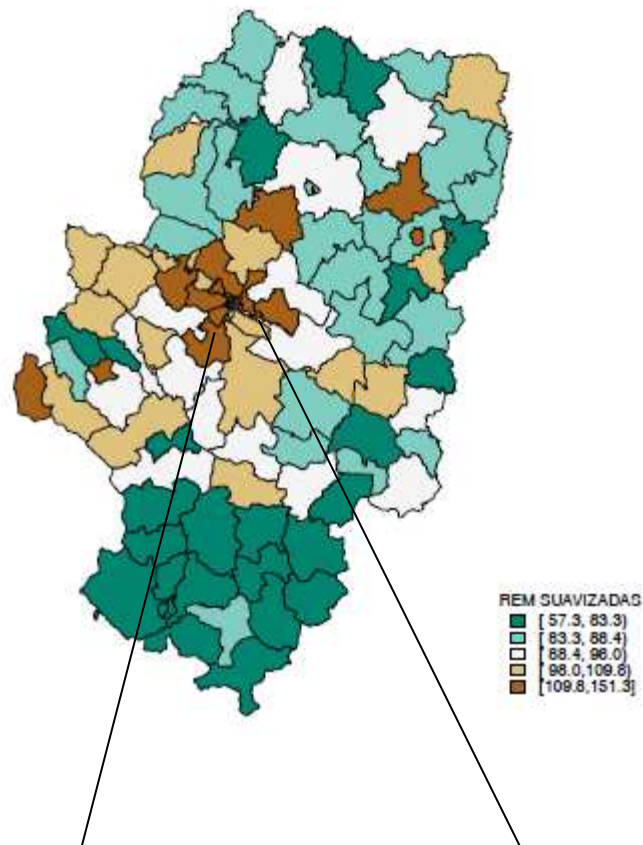 REM SUAVIZADAS
[ 57.3, 83.3)
[ 83.3, 88.4)
[ 88.4, 98.0)
[ 98.0,109.8)
[109.8,151.3]